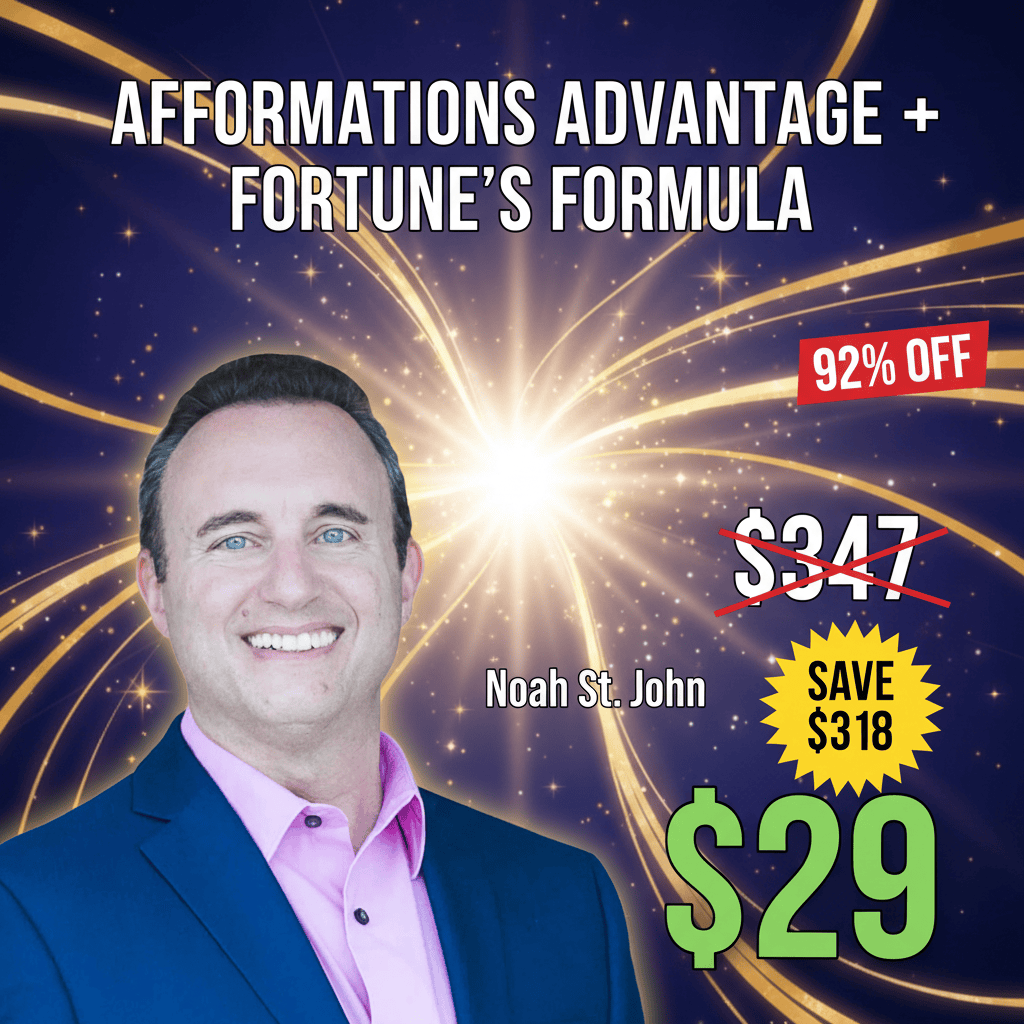 AFFORMATIONS ADVANTAGE +
FORTUNE’S FORMULA
92% OFF
$347
Noah St. John
SAVE
$318
$29